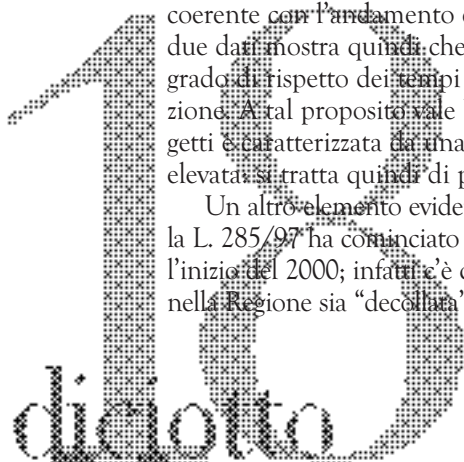 coerente con l'andamento
due dati mostra quindi che
grado di rispetto dei tempi
zione. A tal proposito vale
getti è caratterizzata da una
elevata: si tratta quindi di
Un altro elemento
la L. 285/97 ha cominciato
l'inizio del 2000; infatti c'è
nella Regione sia "decollata"
18
diciotto